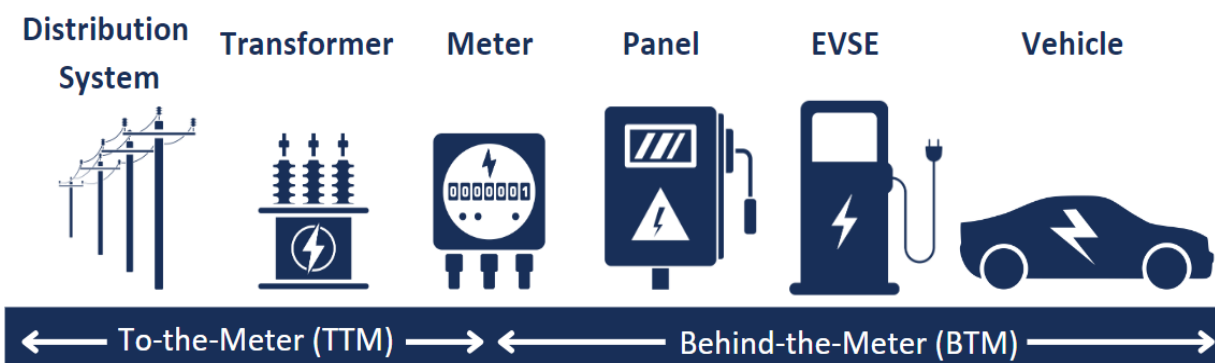 Distribution
System
Transformer
Meter
Panel
EVSE
Vehicle
0000001
To-the-Meter (TTM)
Behind-the-Meter (BTM)